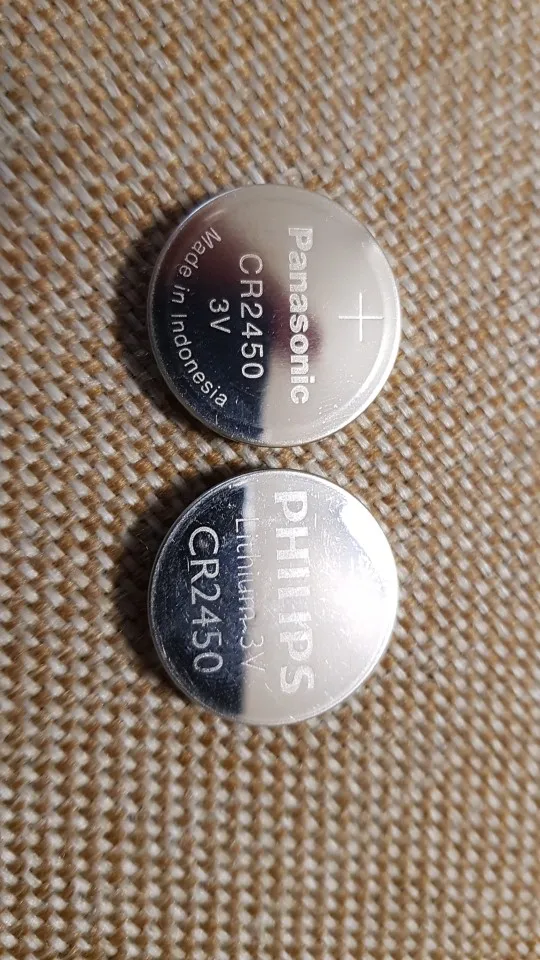 +
Panasonic
CR2450
3V
Made in Indonesia
PHILIPS
Lithium 3V
CR2450